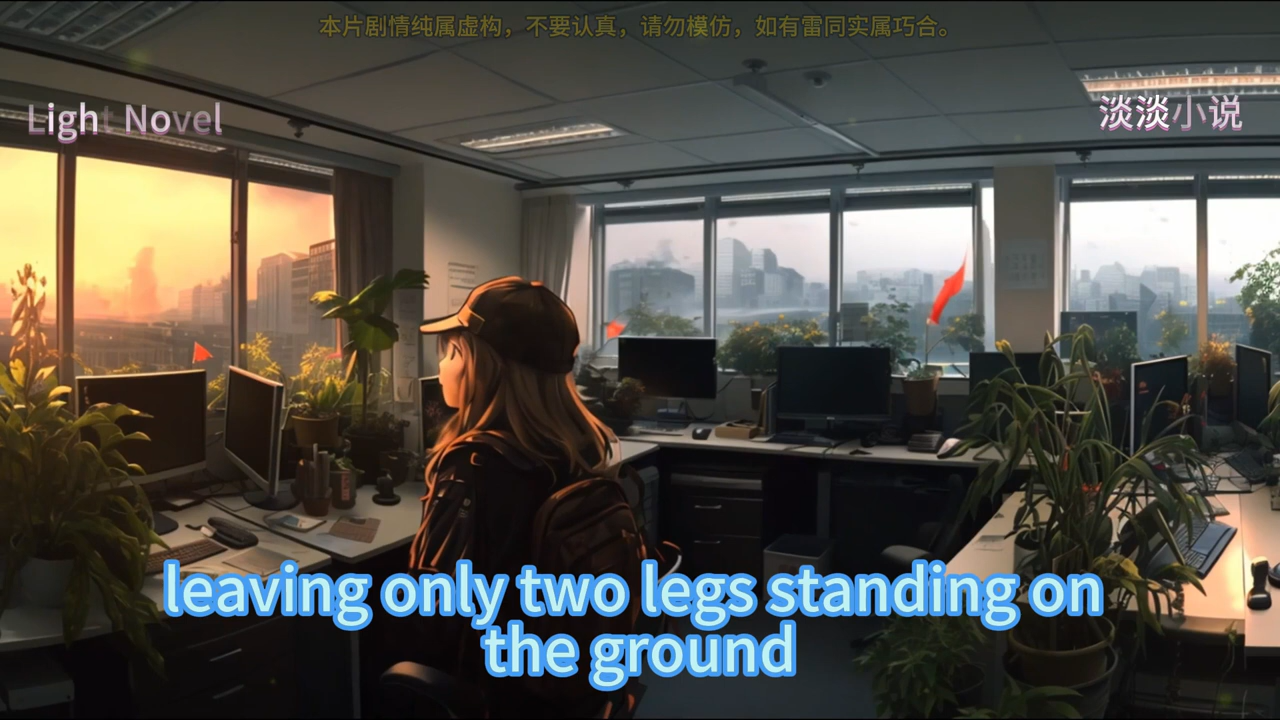 本片剧情纯属虚构，不要认真，请勿模仿，如有雷同实属巧合。
Light Novel
淡淡小说
leaving only two legs standing on
the ground